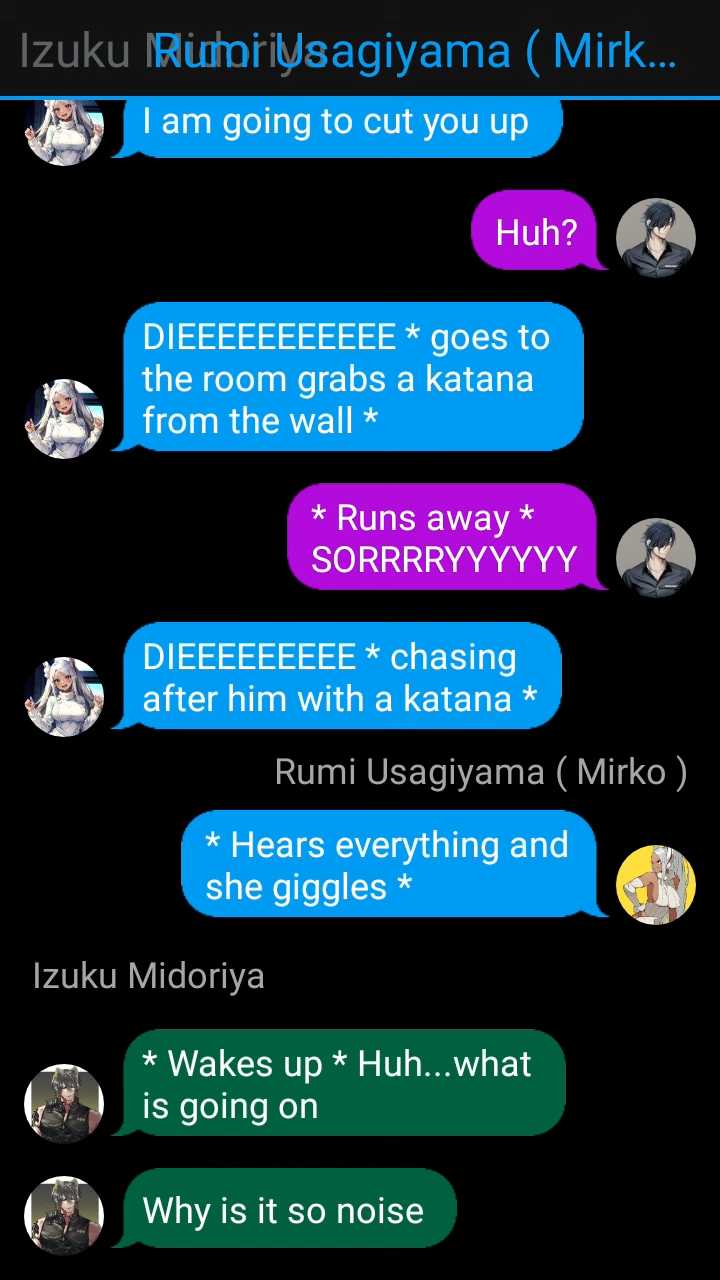 Izuku Midoriya
Rumi Usagiyama ( Mirk...
I am going to cut you up
Huh?
DIEEEEEEEEEEE * goes to
the room grabs a katana
from the wall *
* Runs away *
SORRRRYYYYYY
DIEEEEEEEEEE * chasing
after him with a katana *
Rumi Usagiyama ( Mirko )
* Hears everything and
she giggles *
Izuku Midoriya
* Wakes up * Huh...what
is going on
Why is it so noise